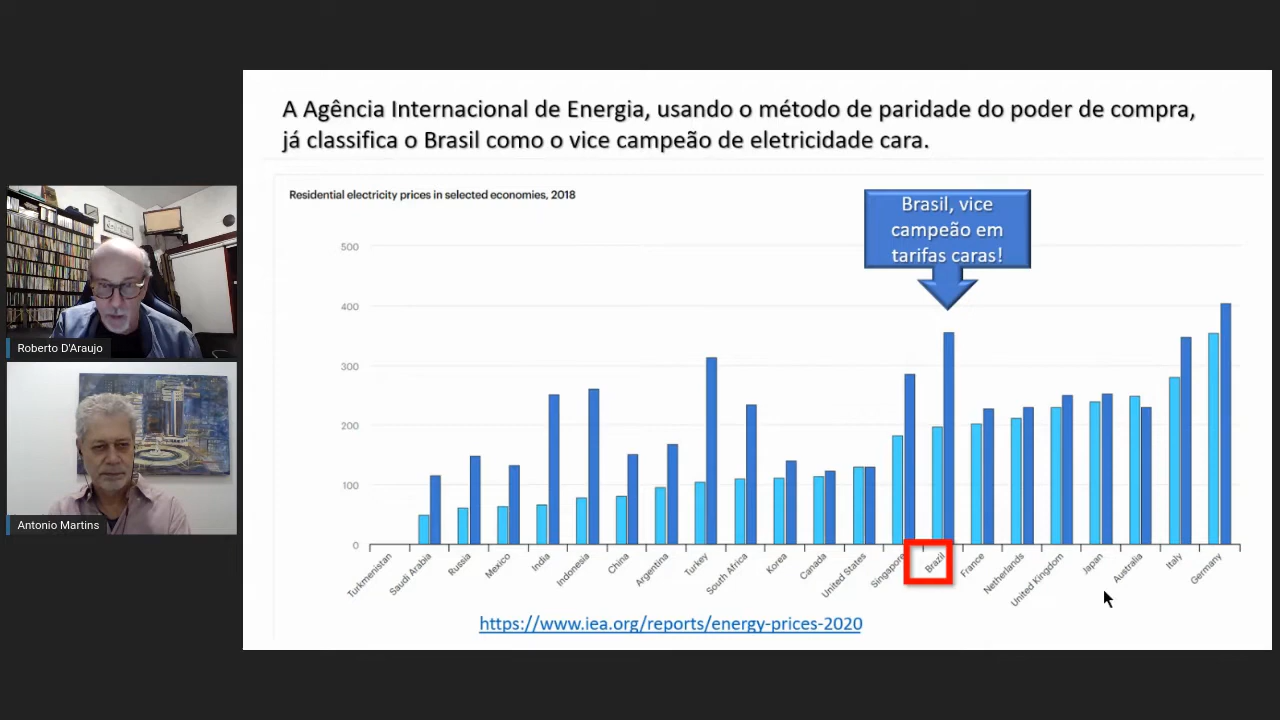 A Agência Internacional de Energia, usando o método de paridade do poder de compra,
já classifica o Brasil como o vice campeão de eletricidade cara.
Residential electricity prices in selected economies, 2018
Brasil, vice
campeão em
tarifas caras!
500
400
300
200
100
0
Turkmenistan
Saudi Arabia
Russia
Mexico
India
Indonesia
China
Argentina
Turkey
South Africa
Korea
Canada
United States
Singapore
Brazil
France
Netherlands
United Kingdom
Japan
Australia
Italy
Germany
https://www.iea.org/reports/energy-prices-2020
Roberto D'Araujo
Antonio Martins